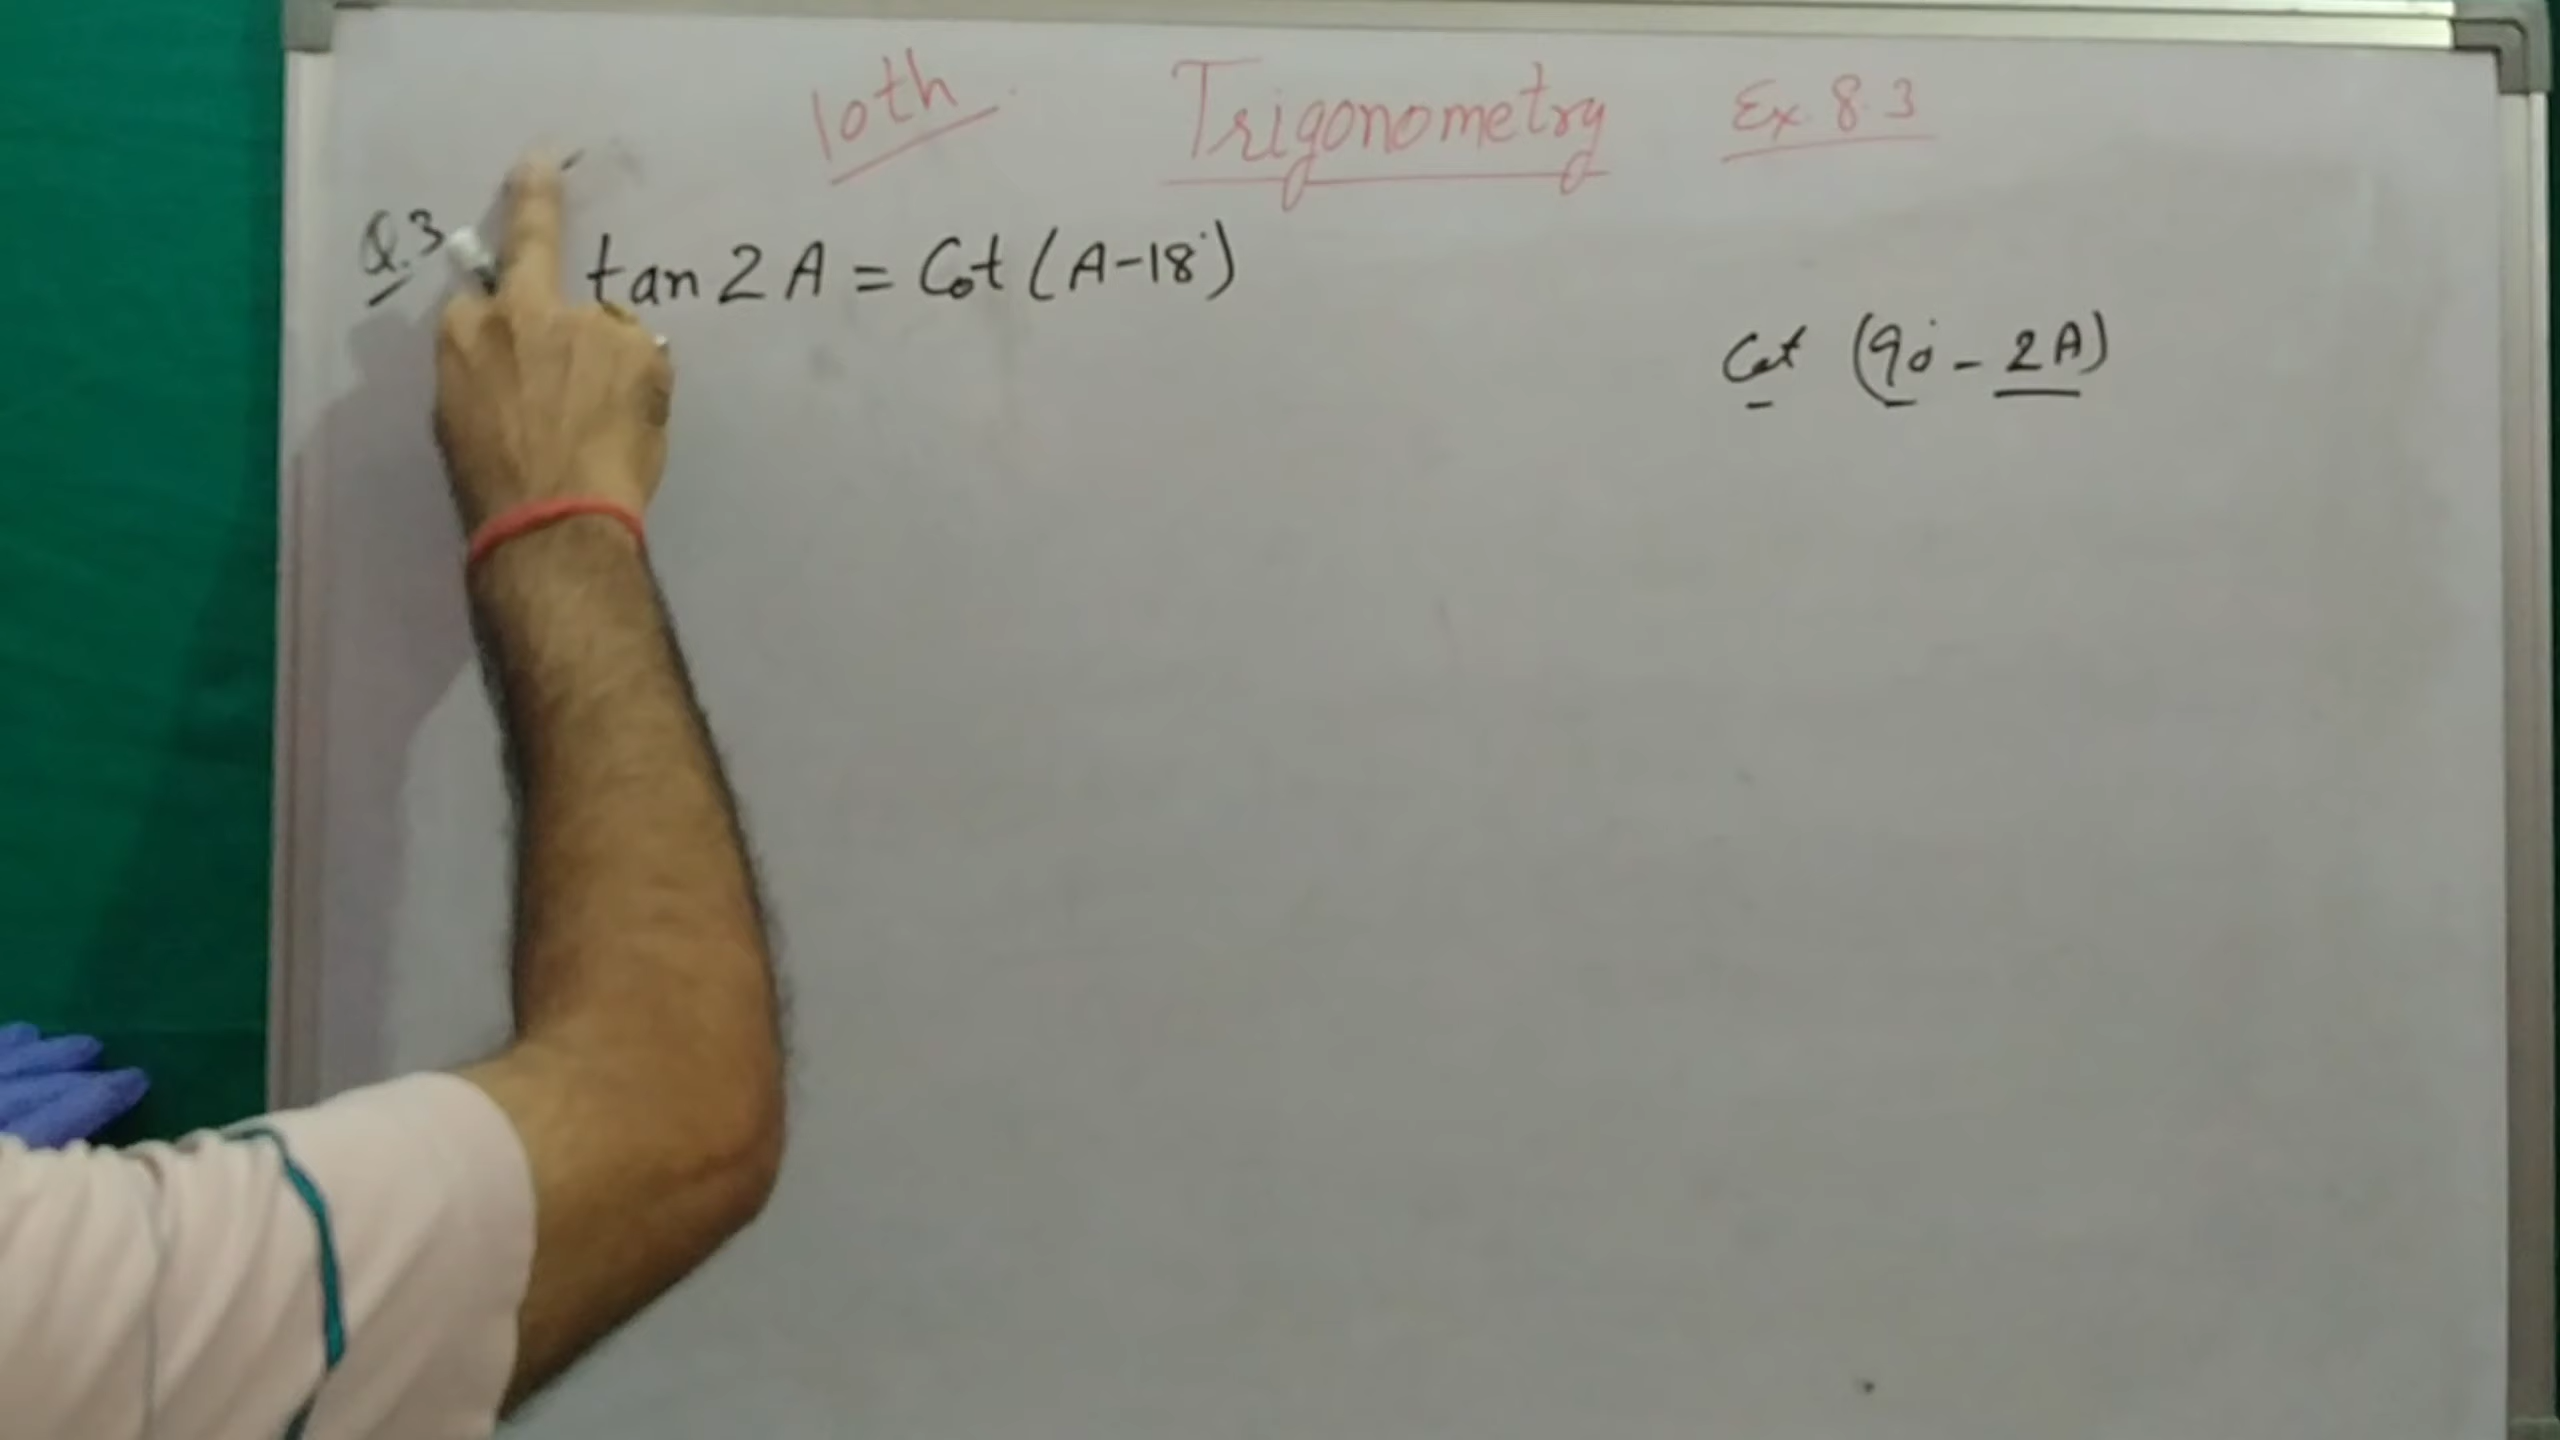 10th Trigonometry Ex. 8.3
Q.3 tan 2A = Cot (A-18°)
Cot (90° - 2A)